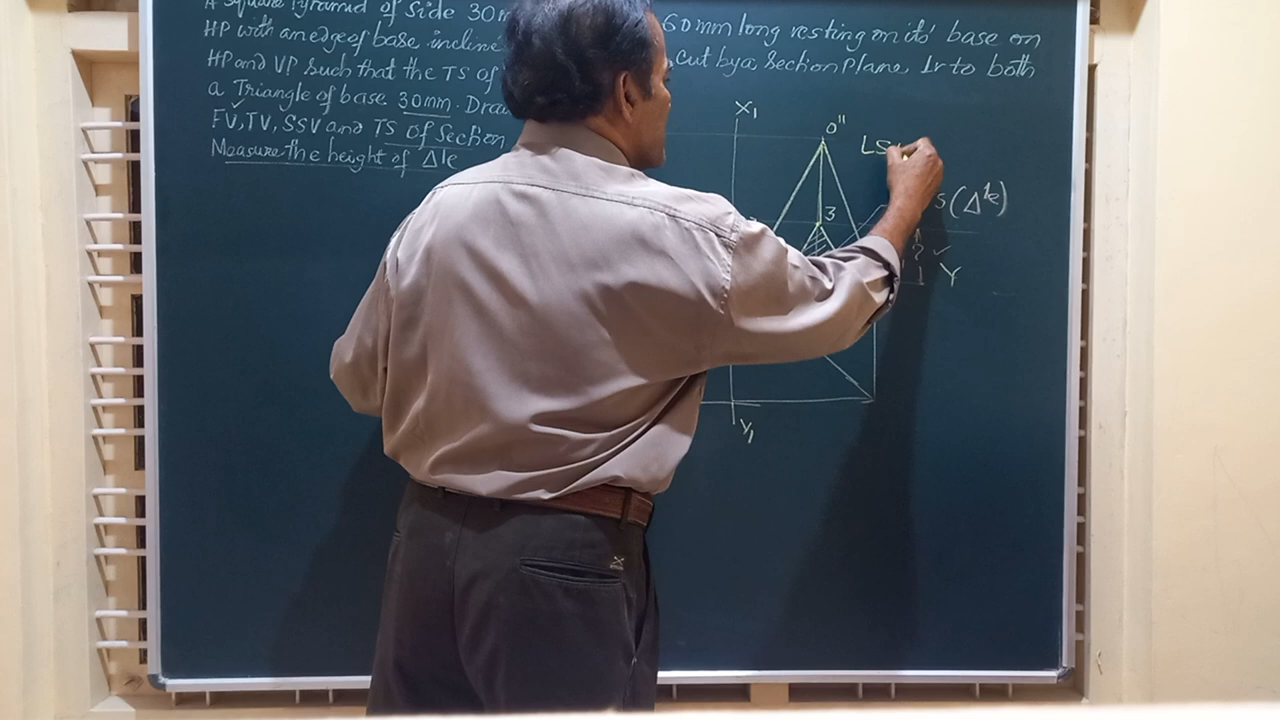 A Square Pyramid of Side 30m 60mm long resting on its' base on
HP with an edge of base incline
HP and VP such that the TS of cut by a Section Plane ⊥r to both
a Triangle of base 30mm. Draw
FV, TV, SSV and TS of Section
Measure the height of Δle
X₁
O"
LS
3
S (Δle)
?
Y
Y₁